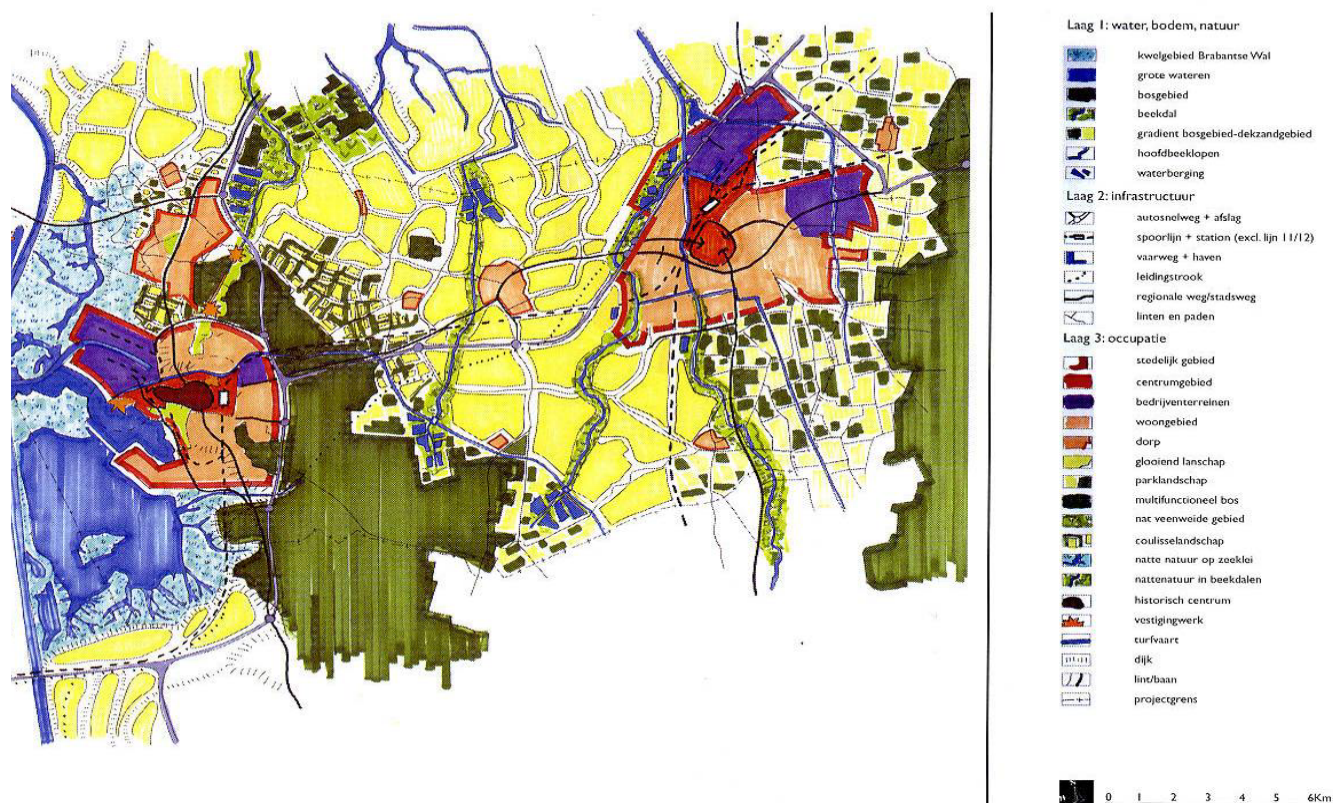 Laag 1: water, bodem, natuur
kwelgebied Brabantse Wal
grote wateren
bosgebied
beekdal
gradient bosgebied-dekzandgebied
hoofdbeeklopen
waterberging
Laag 2: infrastructuur
autosnelweg + afslag
spoorlijn + station (excl. lijn 11/12)
vaarweg + haven
leidingstrook
regionale weg/stadsweg
linten en paden
Laag 3: occupatie
stedelijk gebied
centrumgebied
bedrijventerreinen
woongebied
dorp
glooiend lanschap
parklandschap
multifunctioneel bos
nat veenweide gebied
coulisselandschap
natte natuur op zeeklei
nattenatuur in beekdalen
historisch centrum
vestigingwerk
turfvaart
dijk
lint/baan
projectgrens
0 1 2 3 4 5 6Km